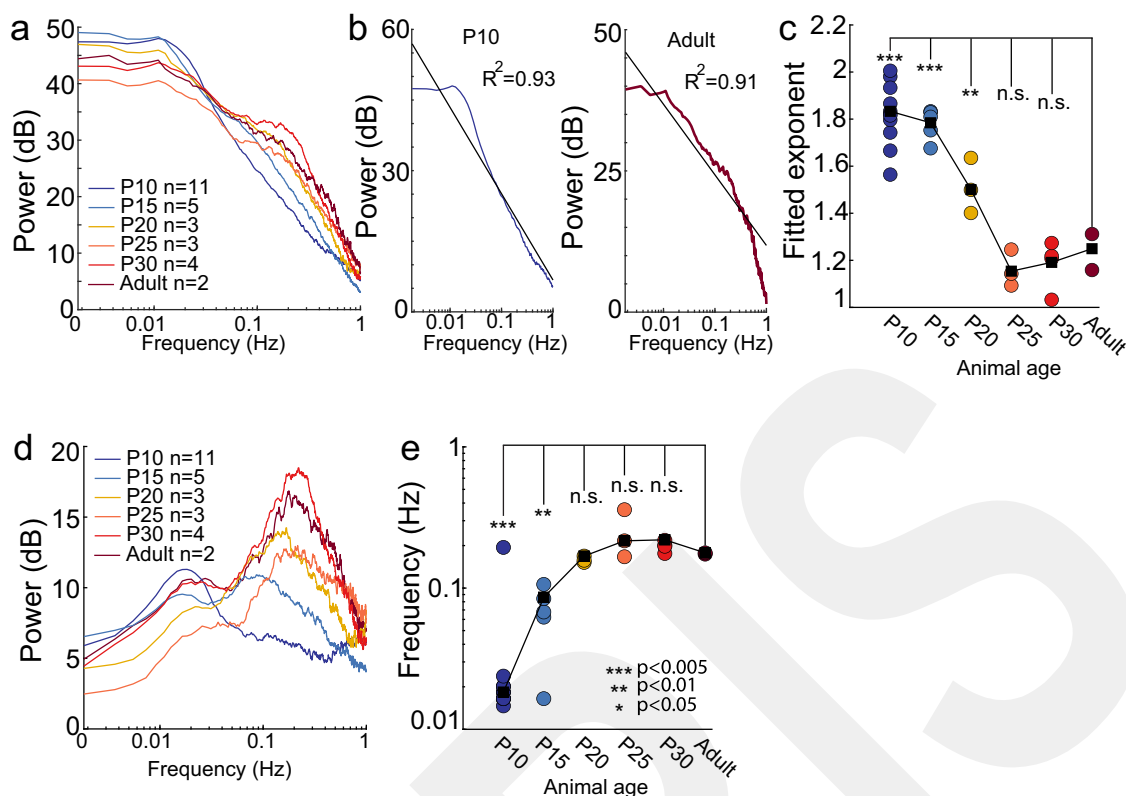 a
50
40
30
20
10
0
Power (dB)
P10 n=11
P15 n=5
P20 n=3
P25 n=3
P30 n=4
Adult n=2
0
0.01
0.1
1
Frequency (Hz)
b
60
30
0
Power (dB)
P10
R²=0.93
0
0.01
0.1
1
Frequency (Hz)
50
25
0
Power (dB)
Adult
R²=0.91
0
0.01
0.1
1
Frequency (Hz)
c
2.2
2
1.8
1.6
1.4
1.2
1
Fitted exponent
***
***
**
n.s.
n.s.
P10
P15
P20
P25
P30
Adult
Animal age
d
20
15
10
5
0
Power (dB)
P10 n=11
P15 n=5
P20 n=3
P25 n=3
P30 n=4
Adult n=2
0
0.01
0.1
1
Frequency (Hz)
e
1
0.1
0.01
Frequency (Hz)
***
**
n.s.
n.s.
n.s.
*** p<0.005
** p<0.01
* p<0.05
P10
P15
P20
P25
P30
Adult
Animal age